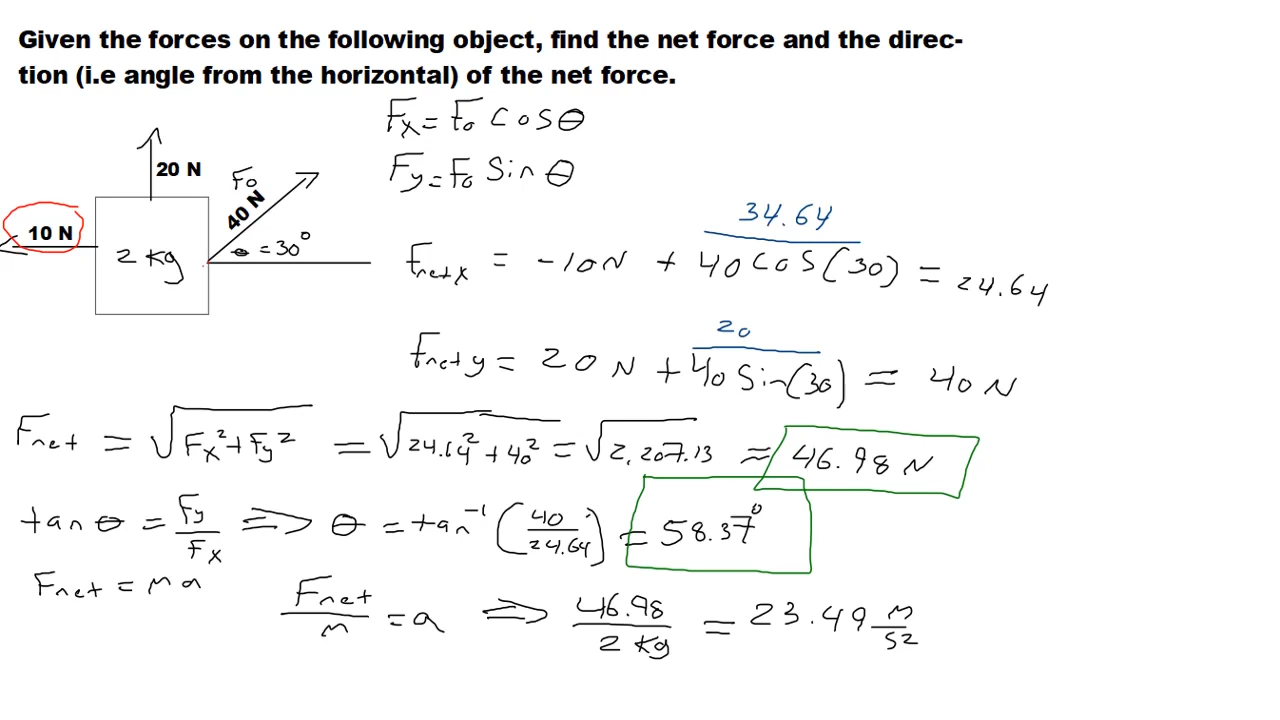 Given the forces on the following object, find the net force and the direc-
tion (i.e angle from the horizontal) of the net force.
Fx = Fo cosθ
Fy = Fo Sin θ
20 N
Fo
40 N
10 N
2 kg
θ = 30°
34.64
Fnetx = -10N + 40 cos(30) = 24.64
20
Fnety = 20 N + 40 Sin(30) = 40 N
Fnet = √Fx² + Fy² = √24.64² + 40² = √2,207.13 ≈ 46.98 N
tan θ = Fy/Fx => θ = tan⁻¹ (40/24.64) = 58.37°
Fnet = m a
Fnet/m = a => 46.98/2 kg = 23.49 m/s2